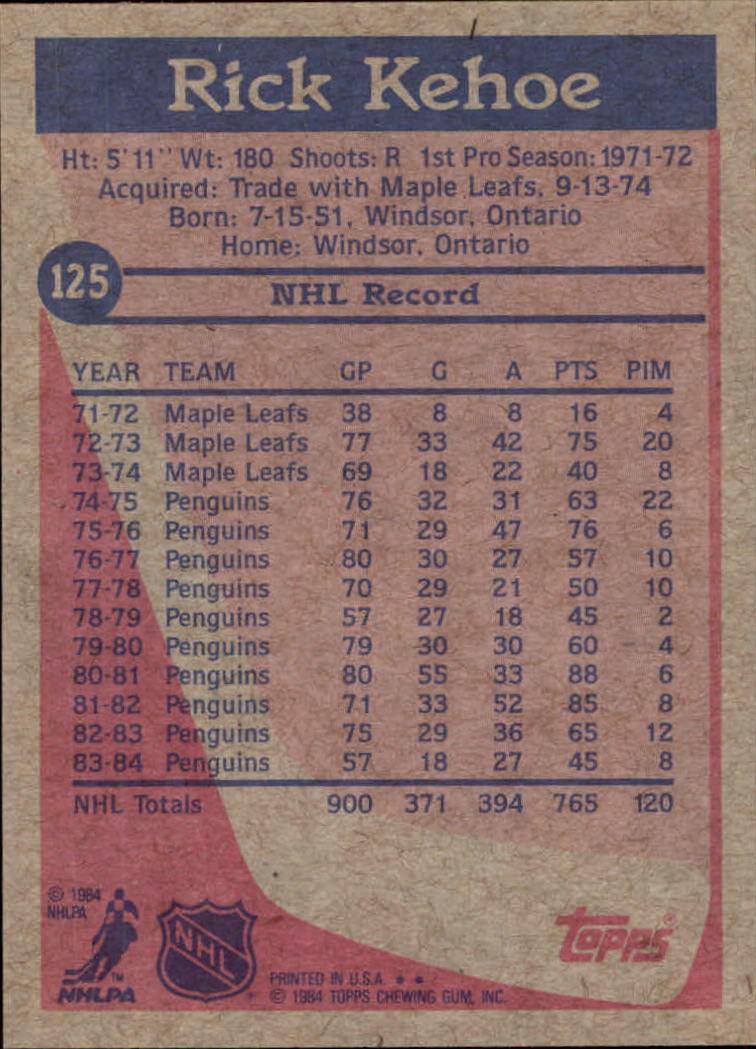 Rick Kehoe
Ht: 5'11" Wt: 180 Shoots: R 1st Pro Season: 1971-72
Acquired: Trade with Maple Leafs, 9-13-74
Born: 7-15-51, Windsor, Ontario
Home: Windsor, Ontario
125
NHL Record
YEAR TEAM GP G A PTS PIM
71-72 Maple Leafs 38 8 8 16 4
72-73 Maple Leafs 77 33 42 75 20
73-74 Maple Leafs 69 18 22 40 8
74-75 Penguins 76 32 31 63 22
75-76 Penguins 71 29 47 76 6
76-77 Penguins 80 30 27 57 10
77-78 Penguins 70 29 21 50 10
78-79 Penguins 57 27 18 45 2
79-80 Penguins 79 30 30 60 4
80-81 Penguins 80 55 33 88 6
81-82 Penguins 71 33 52 85 8
82-83 Penguins 75 29 36 65 12
83-84 Penguins 57 18 27 45 8
NHL Totals 900 371 394 765 120
© 1984
NHLPA
™
NHLPA
NHL
topps®
PRINTED IN U.S.A. * *
© 1984 TOPPS CHEWING GUM, INC.